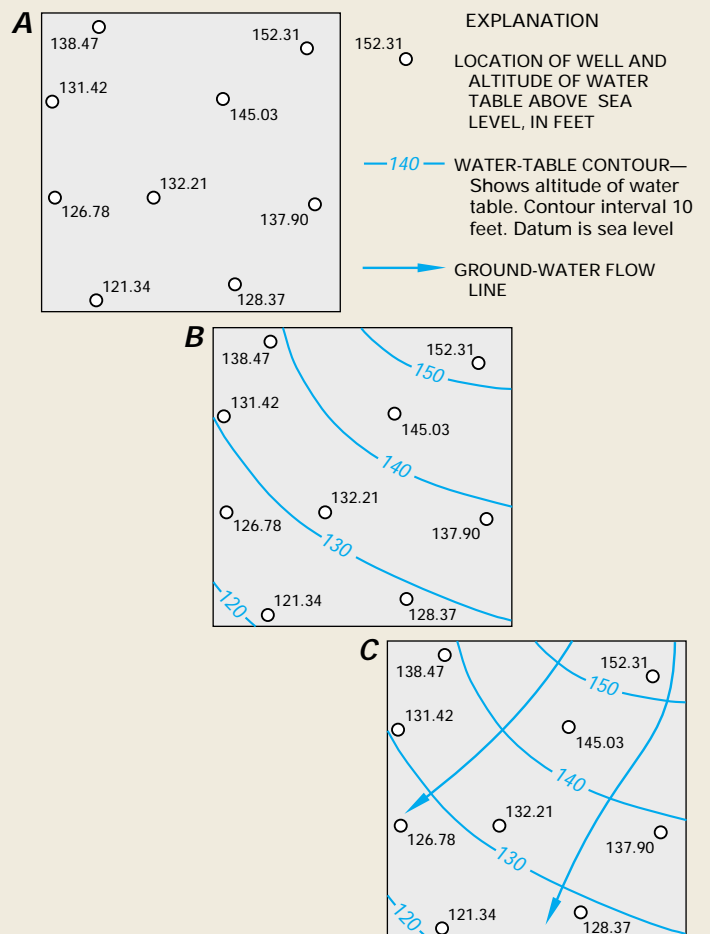 A
138.47
152.31
131.42
145.03
126.78
132.21
137.90
121.34
128.37
EXPLANATION
152.31
LOCATION OF WELL AND
ALTITUDE OF WATER
TABLE ABOVE SEA
LEVEL, IN FEET
140
WATER-TABLE CONTOUR—
Shows altitude of water
table. Contour interval 10
feet. Datum is sea level
GROUND-WATER FLOW
LINE
B
138.47
152.31
150
131.42
145.03
140
132.21
126.78
137.90
130
120
121.34
128.37
C
138.47
152.31
150
131.42
145.03
140
132.21
126.78
137.90
130
120
121.34
128.37